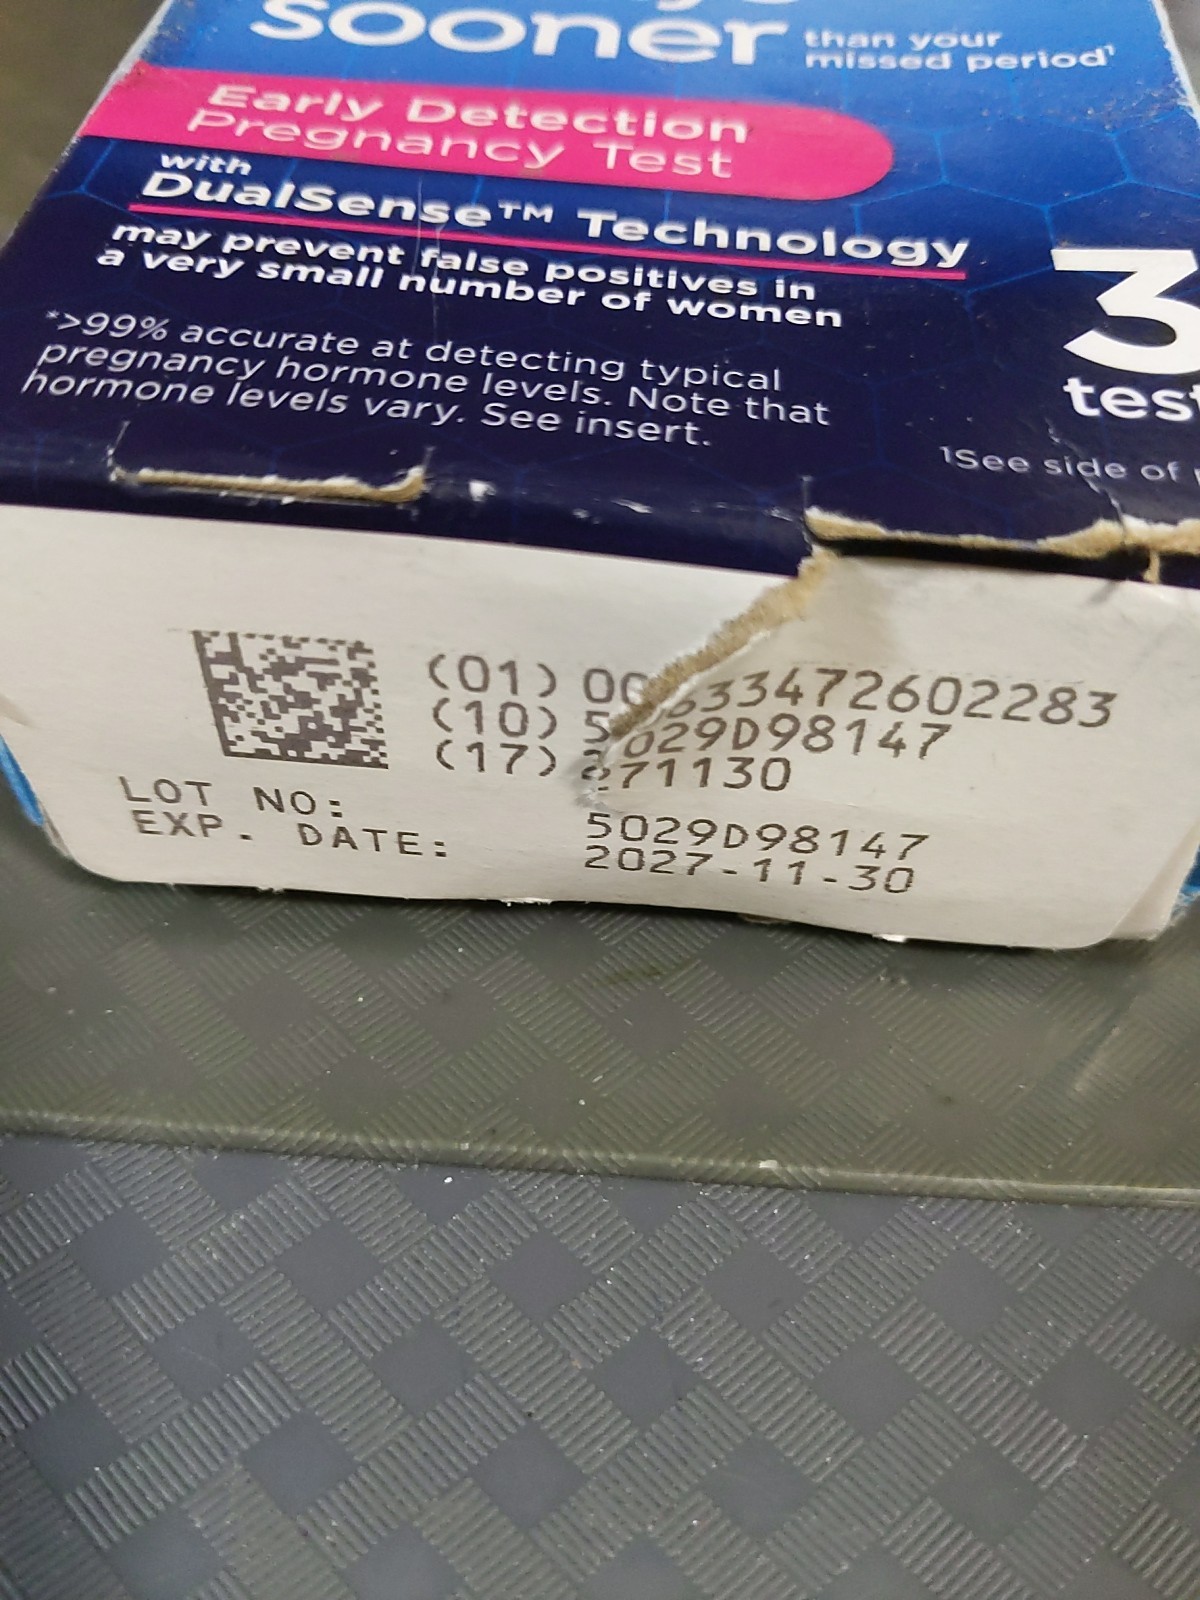 sooner than your
missed period¹
Early Detection
Pregnancy Test
with
DualSense™ Technology
may prevent false positives in
a very small number of women
*>99% accurate at detecting typical
pregnancy hormone levels. Note that
hormone levels vary. See insert.
3
¹See side of
(01)
(10)
(17)
LOT NO: 5029D98147
EXP. DATE: 2027-11-30